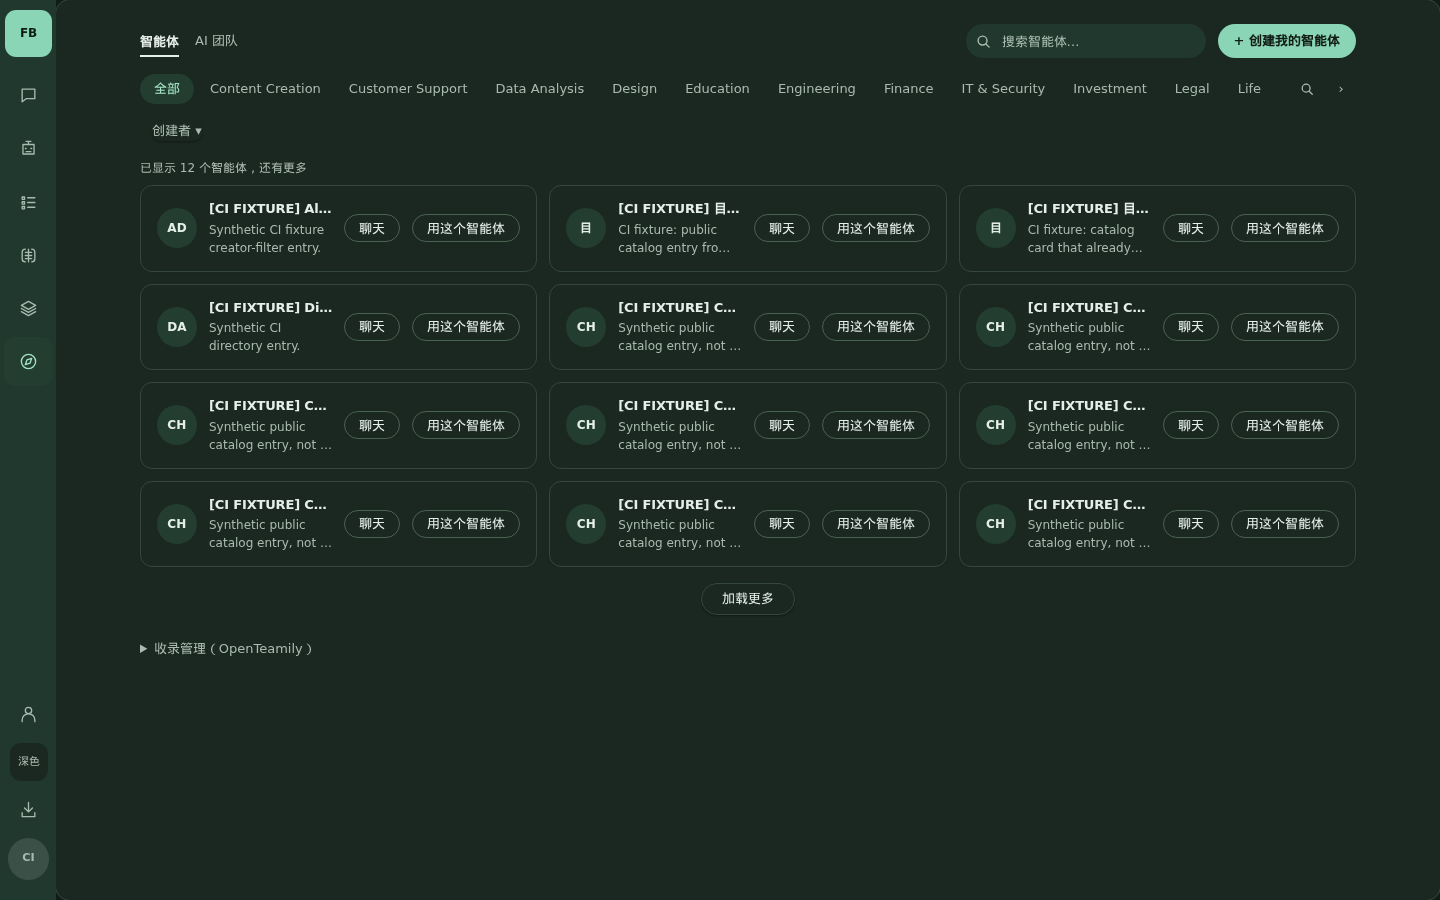 FB
智能体 AI 团队 搜索智能体... + 创建我的智能体
全部 Content Creation Customer Support Data Analysis Design Education Engineering Finance IT & Security Investment Legal Life ›
创建者 ▾
已显示 12 个智能体，还有更多
AD
[CI FIXTURE] Al...
Synthetic CI fixture
creator-filter entry.
聊天 用这个智能体
目
[CI FIXTURE] 目...
CI fixture: public
catalog entry fro...
聊天 用这个智能体
目
[CI FIXTURE] 目...
CI fixture: catalog
card that already...
聊天 用这个智能体
DA
[CI FIXTURE] Di...
Synthetic CI
directory entry.
聊天 用这个智能体
CH
[CI FIXTURE] C...
Synthetic public
catalog entry, not ...
聊天 用这个智能体
CH
[CI FIXTURE] C...
Synthetic public
catalog entry, not ...
聊天 用这个智能体
CH
[CI FIXTURE] C...
Synthetic public
catalog entry, not ...
聊天 用这个智能体
CH
[CI FIXTURE] C...
Synthetic public
catalog entry, not ...
聊天 用这个智能体
CH
[CI FIXTURE] C...
Synthetic public
catalog entry, not ...
聊天 用这个智能体
CH
[CI FIXTURE] C...
Synthetic public
catalog entry, not ...
聊天 用这个智能体
CH
[CI FIXTURE] C...
Synthetic public
catalog entry, not ...
聊天 用这个智能体
CH
[CI FIXTURE] C...
Synthetic public
catalog entry, not ...
聊天 用这个智能体
加载更多
▶ 收录管理（OpenTeamily）
深色
CI